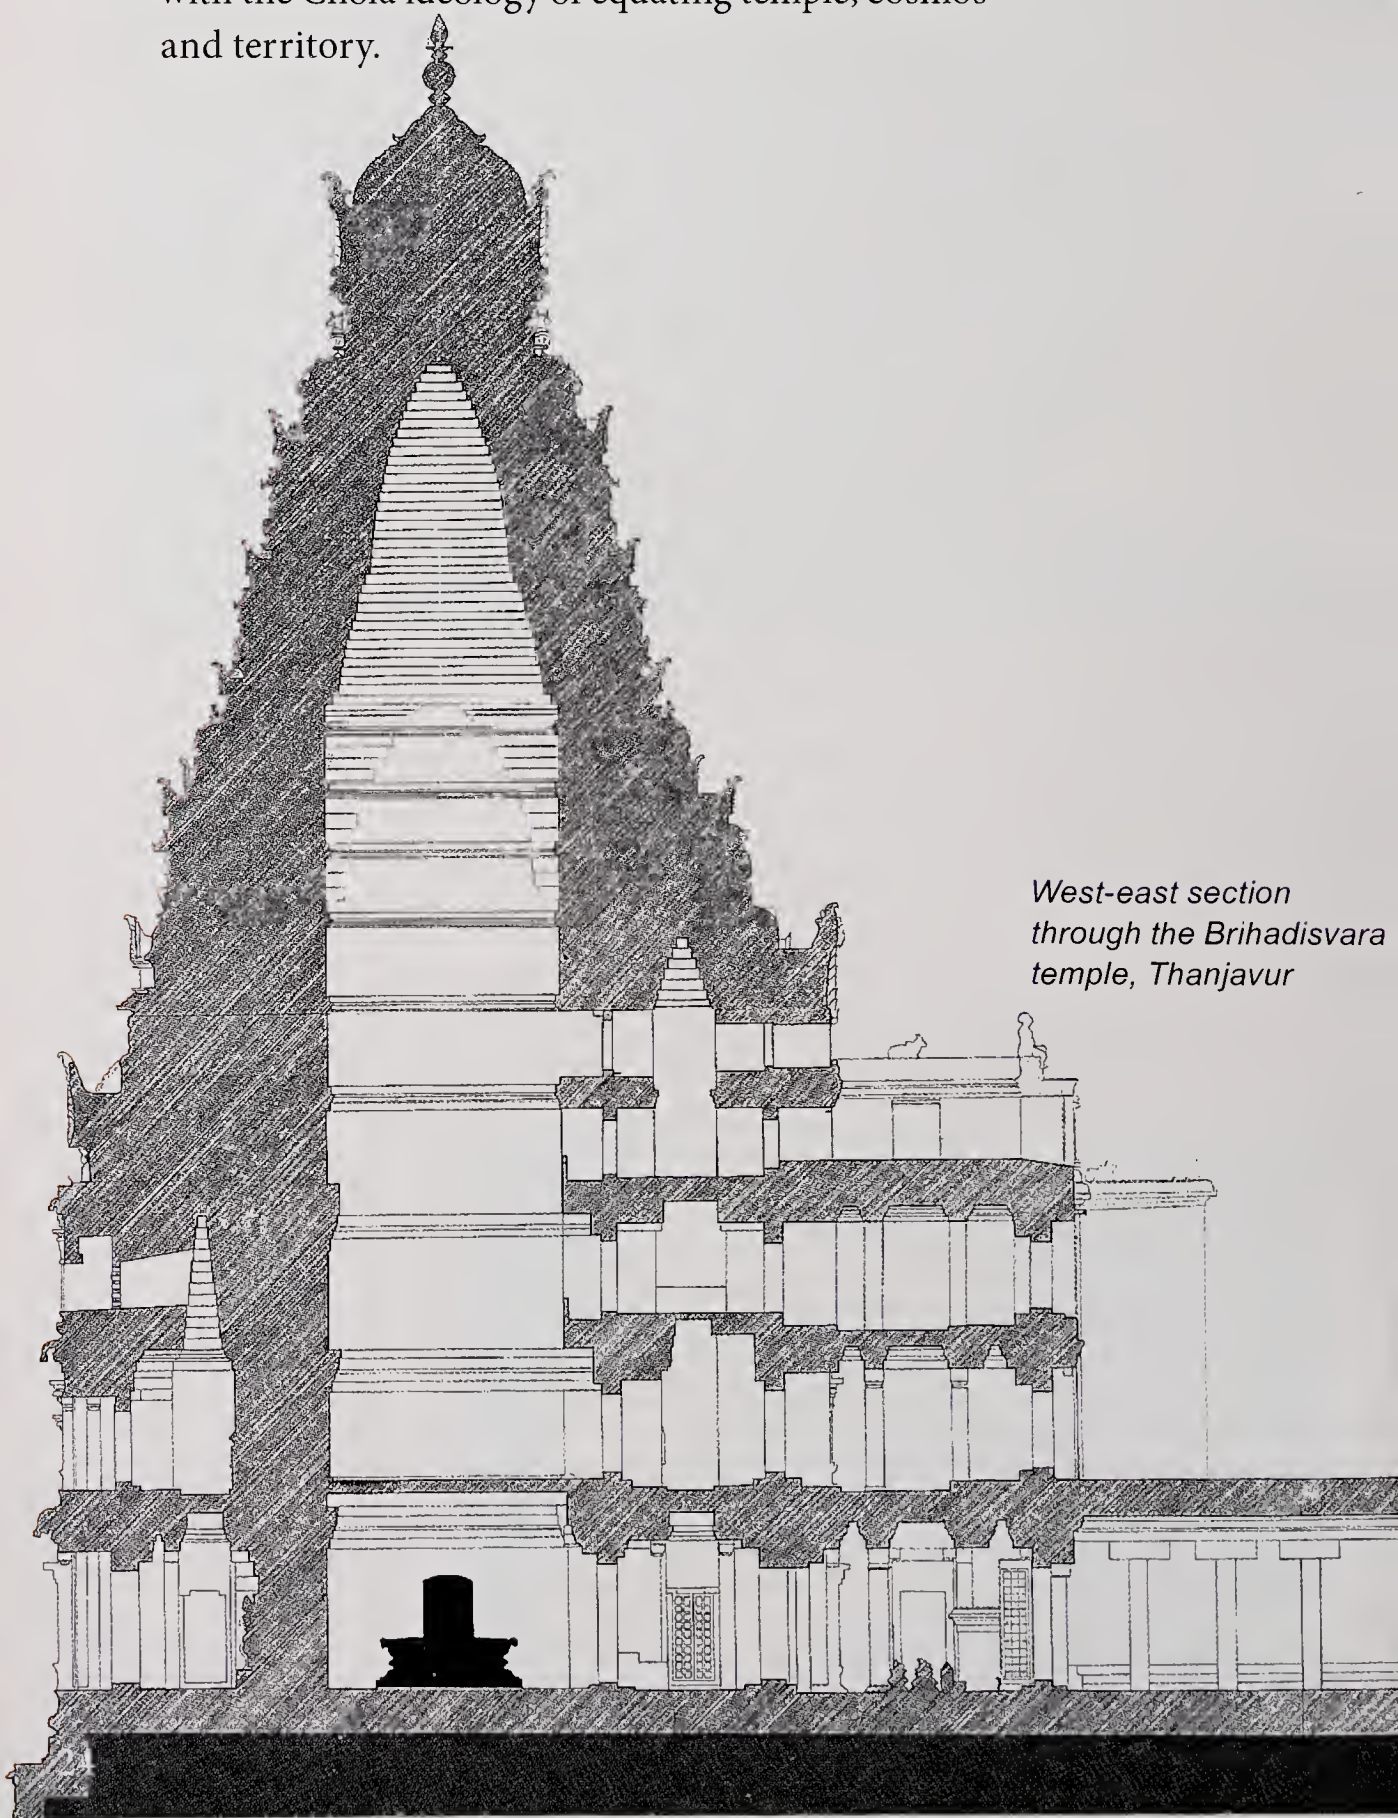 with the Chola ideology of equating temple, cosmos
and territory.
West-east section
through the Brihadisvara
temple, Thanjavur